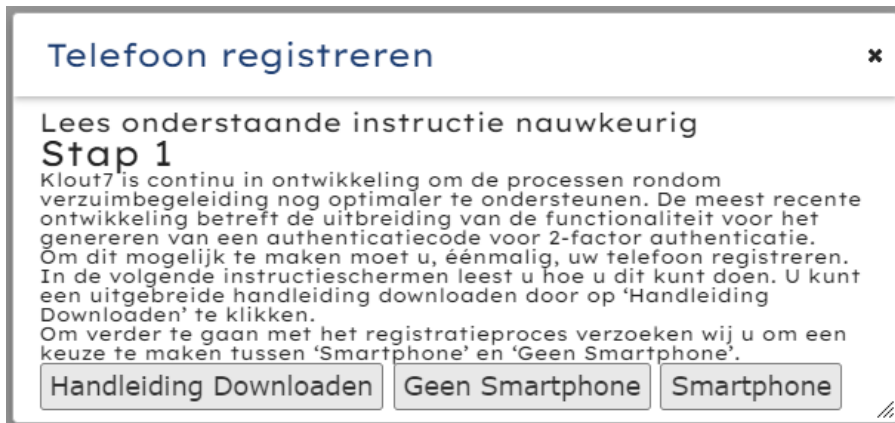 Telefoon registreren
Lees onderstaande instructie nauwkeurig
Stap 1
Klout7 is continu in ontwikkeling om de processen rondom
verzuimbegeleiding nog optimaler te ondersteunen. De meest recente
ontwikkeling betreft de uitbreiding van de functionaliteit voor het
genereren van een authenticatiecode voor 2-factor authenticatie.
Om dit mogelijk te maken moet u, éénmalig, uw telefoon registreren.
In de volgende instructieschermen leest u hoe u dit kunt doen. U kunt
een uitgebreide handleiding downloaden door op ‘Handleiding
Downloaden’ te klikken.
Om verder te gaan met het registratieproces verzoeken wij u om een
keuze te maken tussen ‘Smartphone’ en ‘Geen Smartphone’.
Handleiding Downloaden Geen Smartphone Smartphone